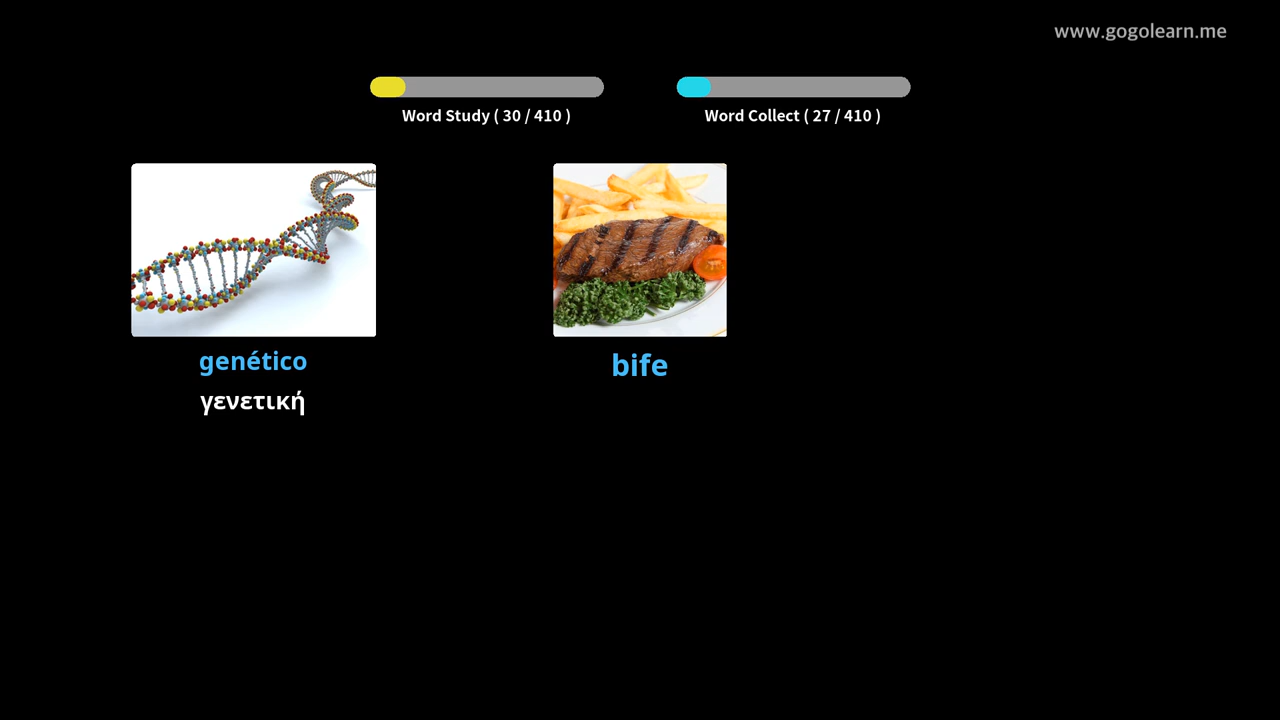 www.gogolearn.me
Word Study ( 30 / 410 )
Word Collect ( 27 / 410 )
genético
γενετική
bife